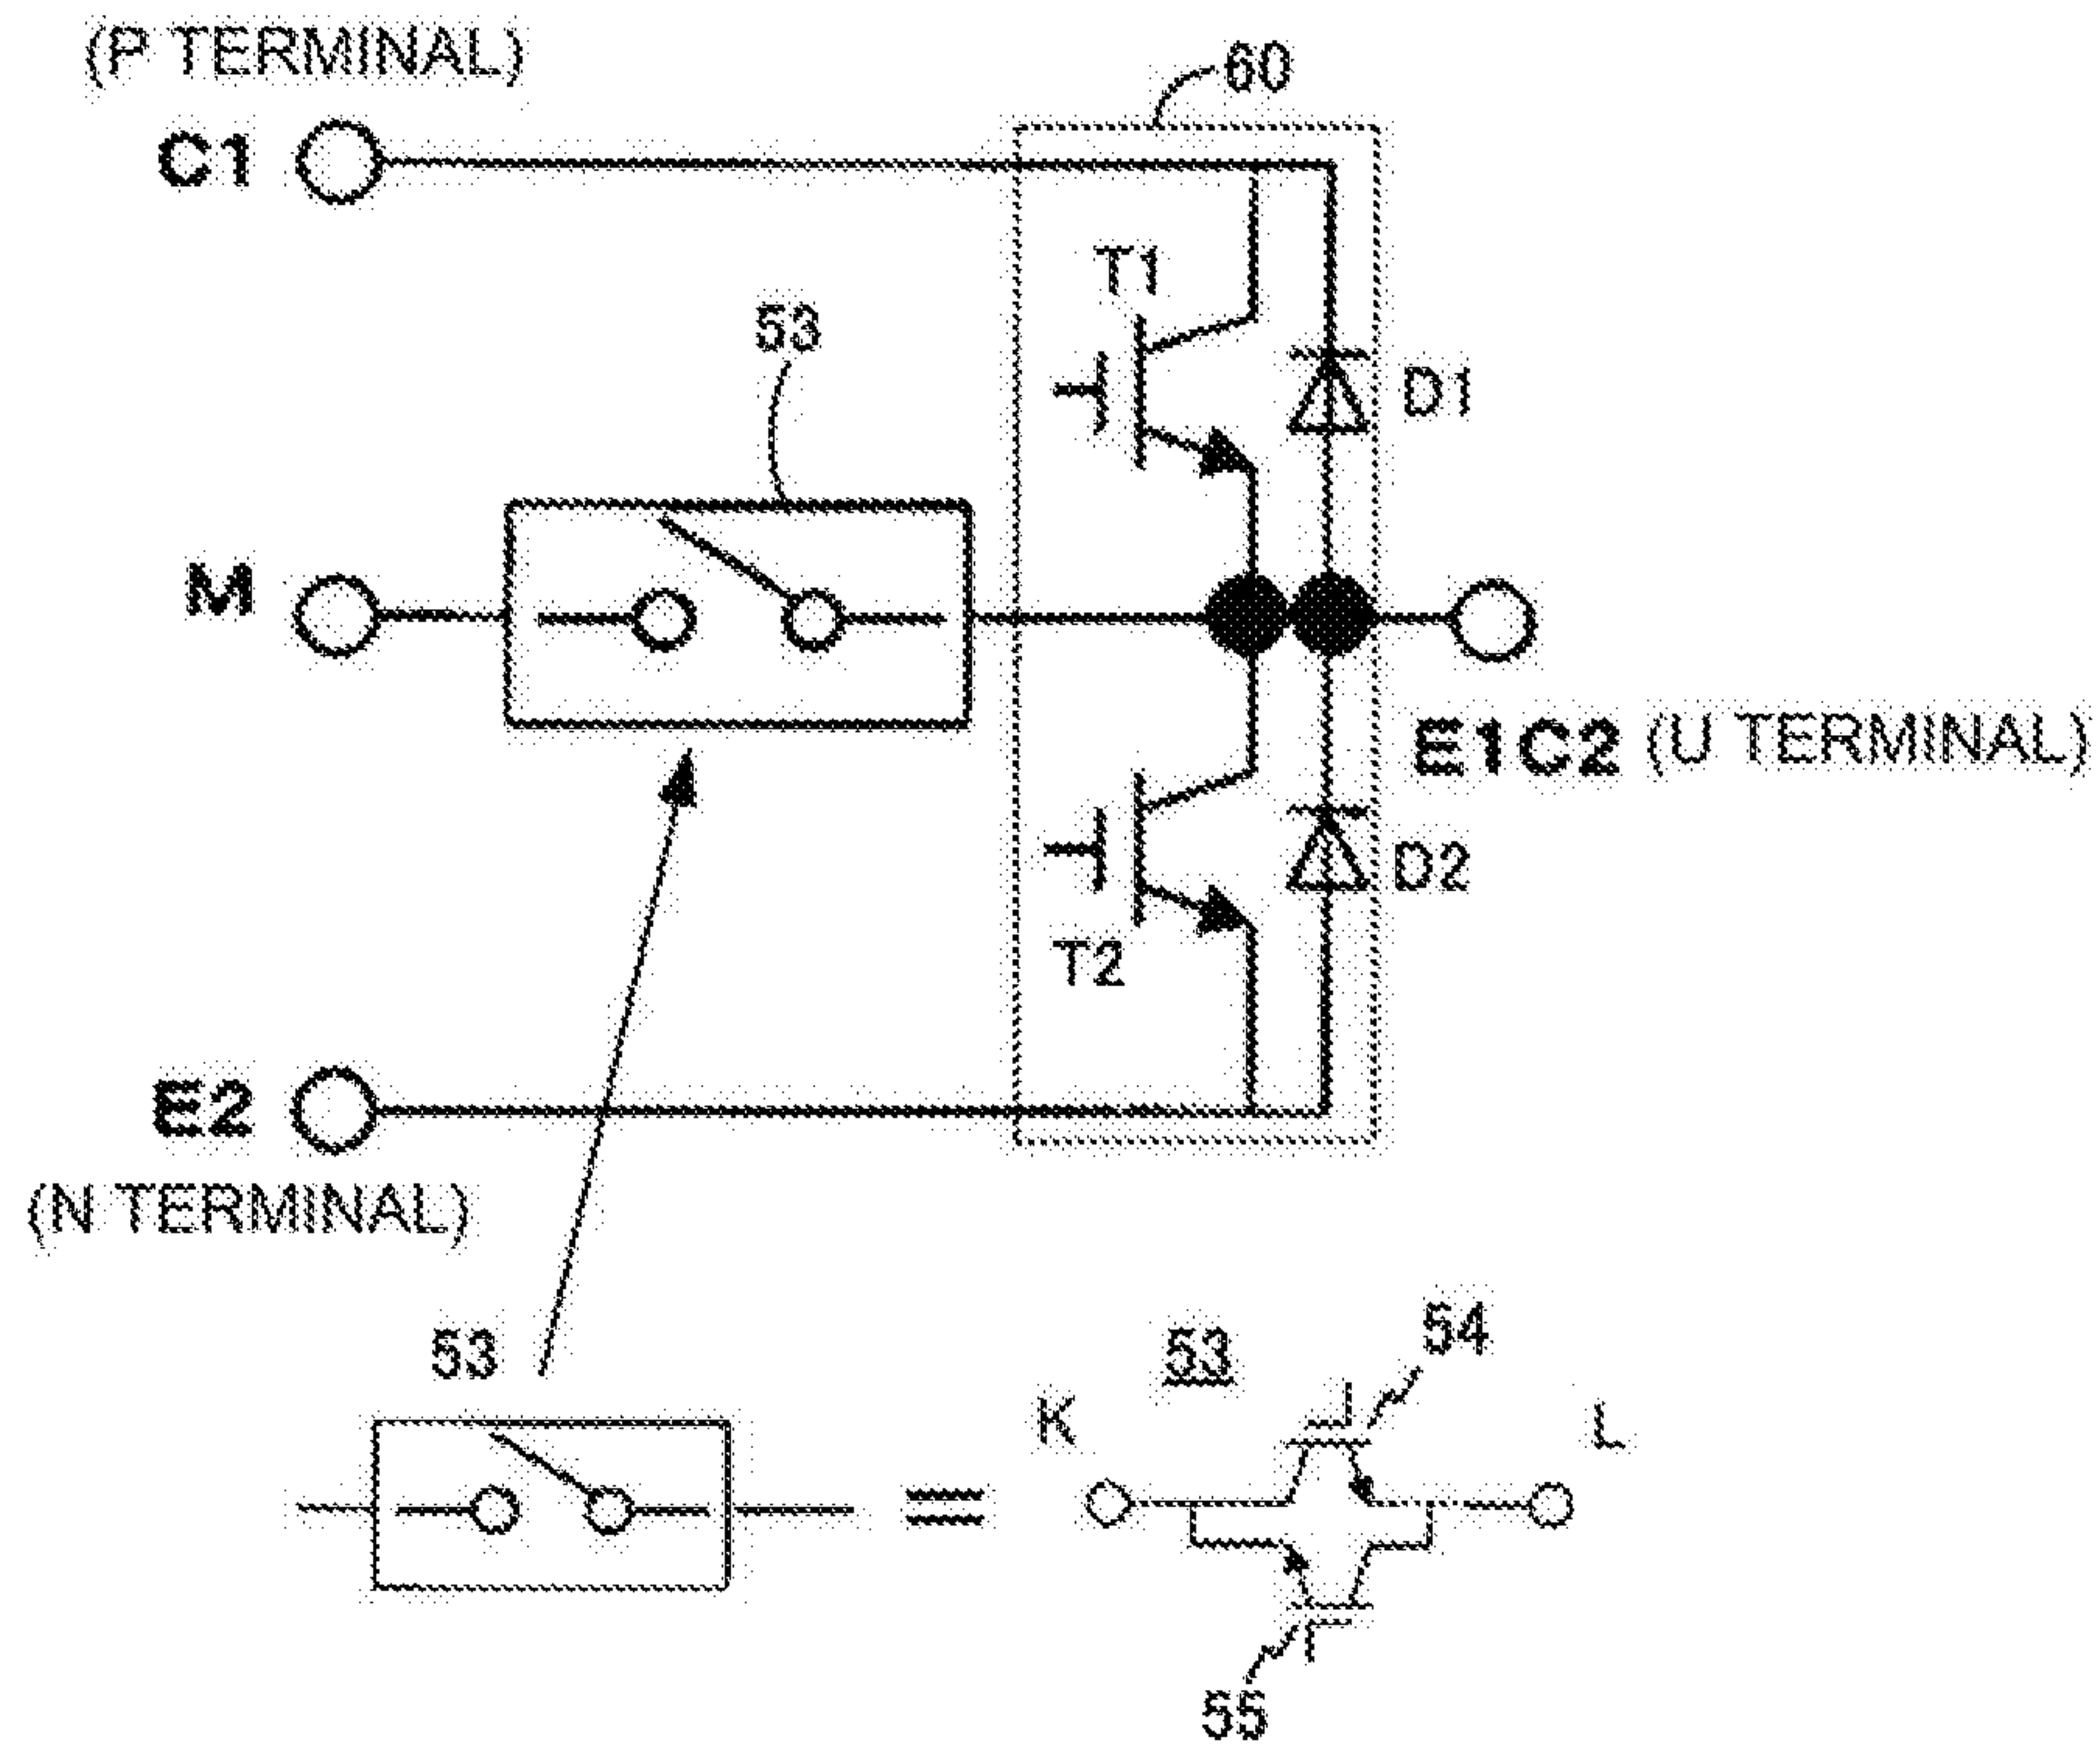 (P TERMINAL)
60
C1
T1
53
D1
M
E1C2 (U TERMINAL)
D2
T2
E2
(N TERMINAL)
53
53
54
K
L
55